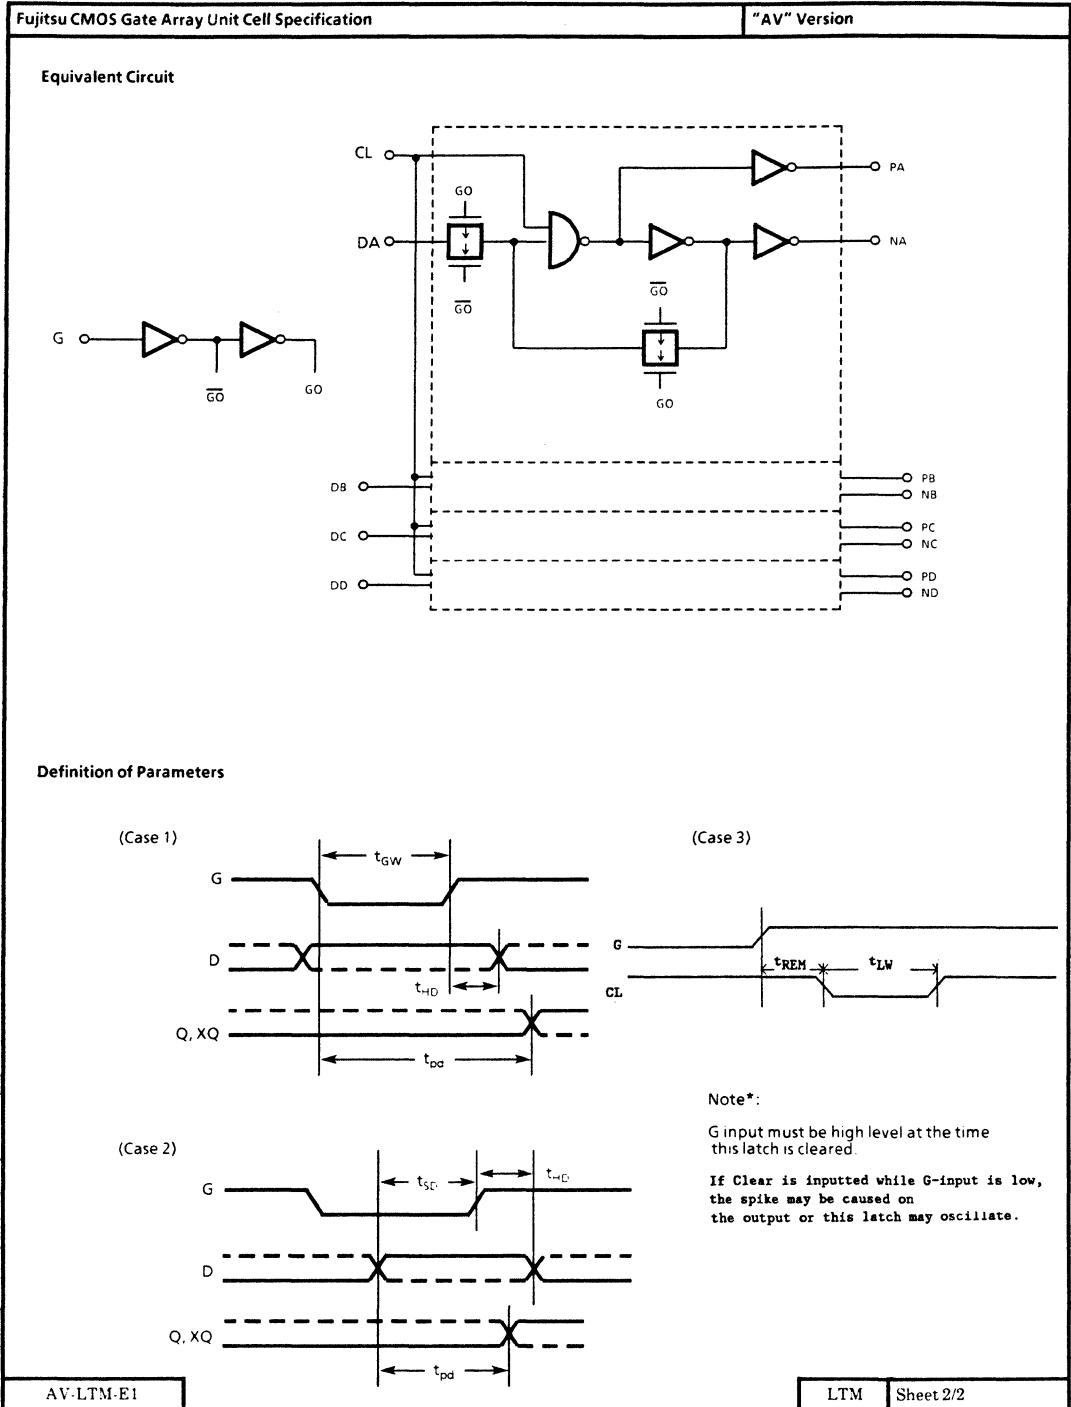 Fujitsu CMOS Gate Array Unit Cell Specification
"AV" Version
Equivalent Circuit
CL
PA
GO
DA
NA
G̅O̅
G̅O̅
G
G̅O̅
GO
GO
DB
PB
NB
DC
PC
NC
DD
PD
ND
Definition of Parameters
(Case 1)
tGW
G
D
tHD
Q, XQ
tpd
(Case 3)
G
tREM
tLW
CL
Note*:
G input must be high level at the time
this latch is cleared.
If Clear is inputted while G-input is low,
the spike may be caused on
the output or this latch may oscillate.
(Case 2)
tSD
tHD
G
D
Q, XQ
tpd
AV-LTM-E1
LTM
Sheet 2/2